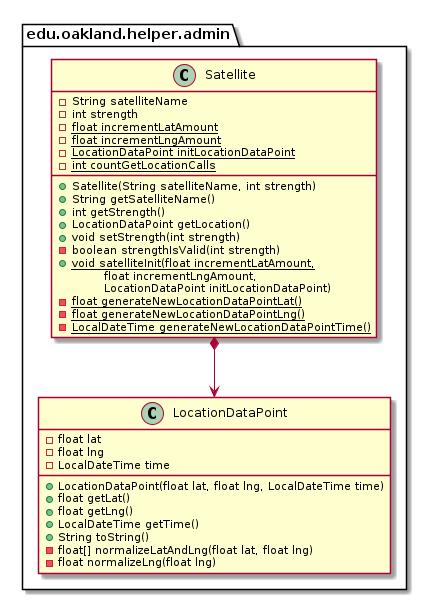 edu.oakland.helper.admin
C Satellite
String satelliteName
int strength
float incrementLatAmount
float incrementLngAmount
LocationDataPoint initLocationDataPoint
int countGetLocationCalls
Satellite(String satelliteName, int strength)
String getSatelliteName()
int getStrength()
LocationDataPoint getLocation()
void setStrength(int strength)
boolean strengthIsValid(int strength)
void satelliteInit(float incrementLatAmount,
float incrementLngAmount,
LocationDataPoint initLocationDataPoint)
float generateNewLocationDataPointLat()
float generateNewLocationDataPointLng()
LocalDateTime generateNewLocationDataPointTime()
C LocationDataPoint
float lat
float lng
LocalDateTime time
LocationDataPoint(float lat, float lng, LocalDateTime time)
float getLat()
float getLng()
LocalDateTime getTime()
String toString()
float[] normalizeLatAndLng(float lat, float lng)
float normalizeLng(float lng)